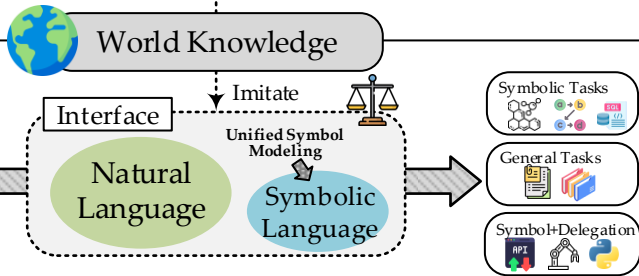 World Knowledge
Imitate
Interface
Unified Symbol
Modeling
Natural
Language
Symbolic
Language
Symbolic Tasks
a
b
c
d
SQL
General Tasks
Symbol+Delegation
API